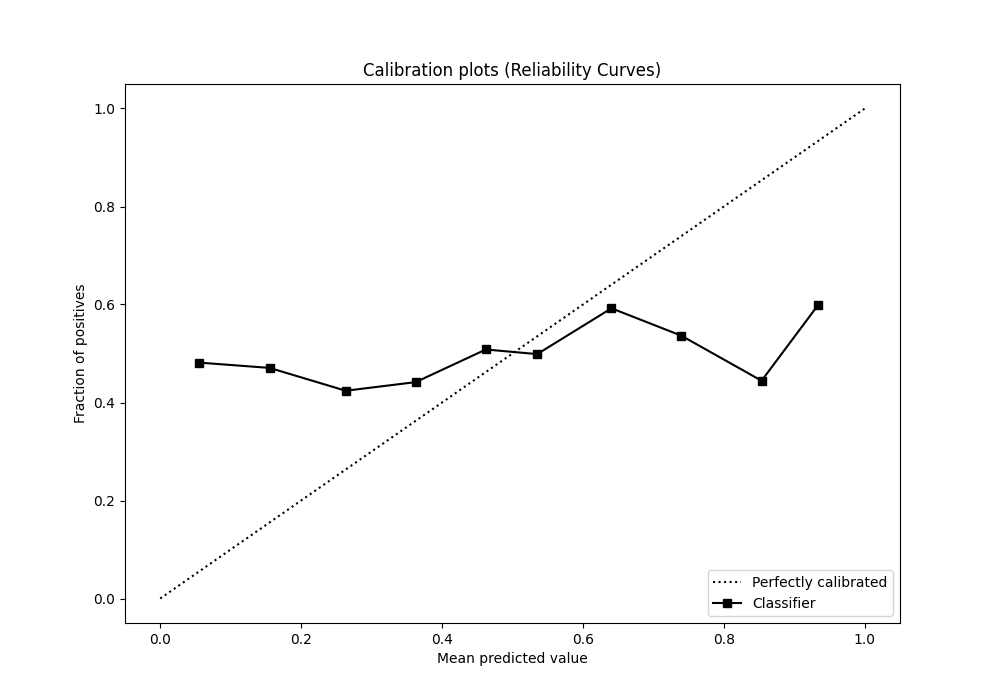 Calibration plots (Reliability Curves)
1.0
0.8
0.6
0.4
0.2
0.0
Fraction of positives
0.0 0.2 0.4 0.6 0.8 1.0
Mean predicted value
Perfectly calibrated
Classifier